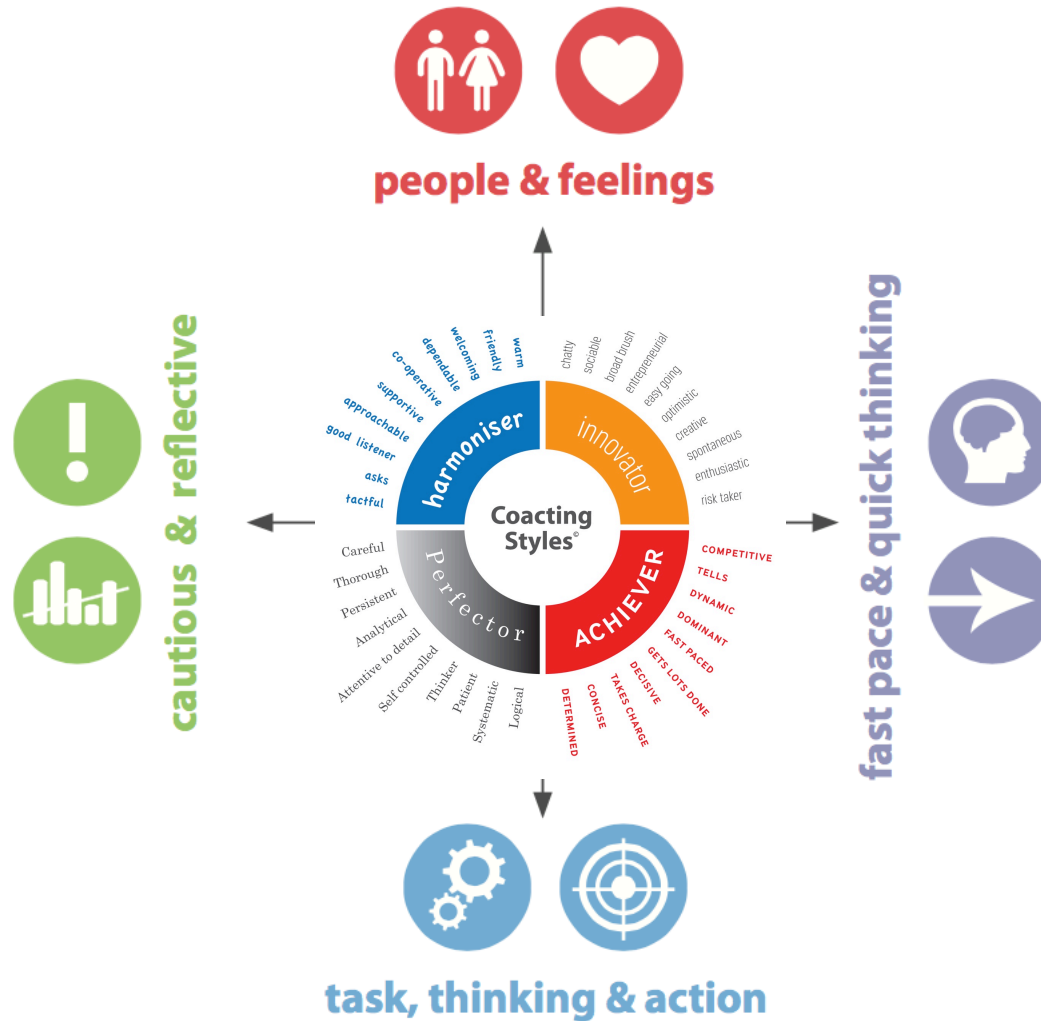 people & feelings
cautious & reflective
fast pace & quick thinking
warm
friendly
welcoming
dependable
co-operative
supportive
approachable
good listener
asks
tactful
chatty
sociable
broad brush
entrepreneurial
easy going
optimistic
creative
spontaneous
enthusiastic
risk taker
harmoniser
innovator
Coacting
Styles©
Perfector
ACHIEVER
Careful
Thorough
Persistent
Analytical
Attentive to detail
Self controlled
Thinker
Patient
Systematic
Logical
COMPETITIVE
TELLS
DYNAMIC
DOMINANT
FAST PACED
GETS LOTS DONE
DECISIVE
TAKES CHARGE
CONCISE
DETERMINED
task, thinking & action